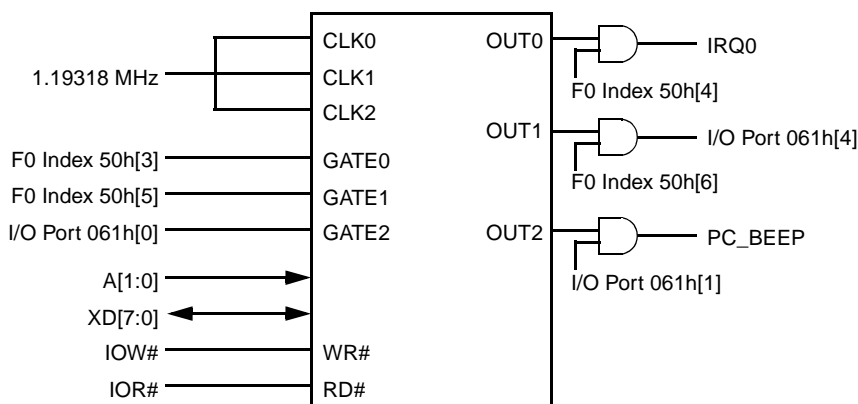 CLK0
OUT0
IRQ0
1.19318 MHz
CLK1
CLK2
F0 Index 50h[4]
OUT1
I/O Port 061h[4]
F0 Index 50h[3]
GATE0
F0 Index 50h[6]
F0 Index 50h[5]
GATE1
I/O Port 061h[0]
GATE2
OUT2
PC_BEEP
A[1:0]
I/O Port 061h[1]
XD[7:0]
IOW#
WR#
IOR#
RD#